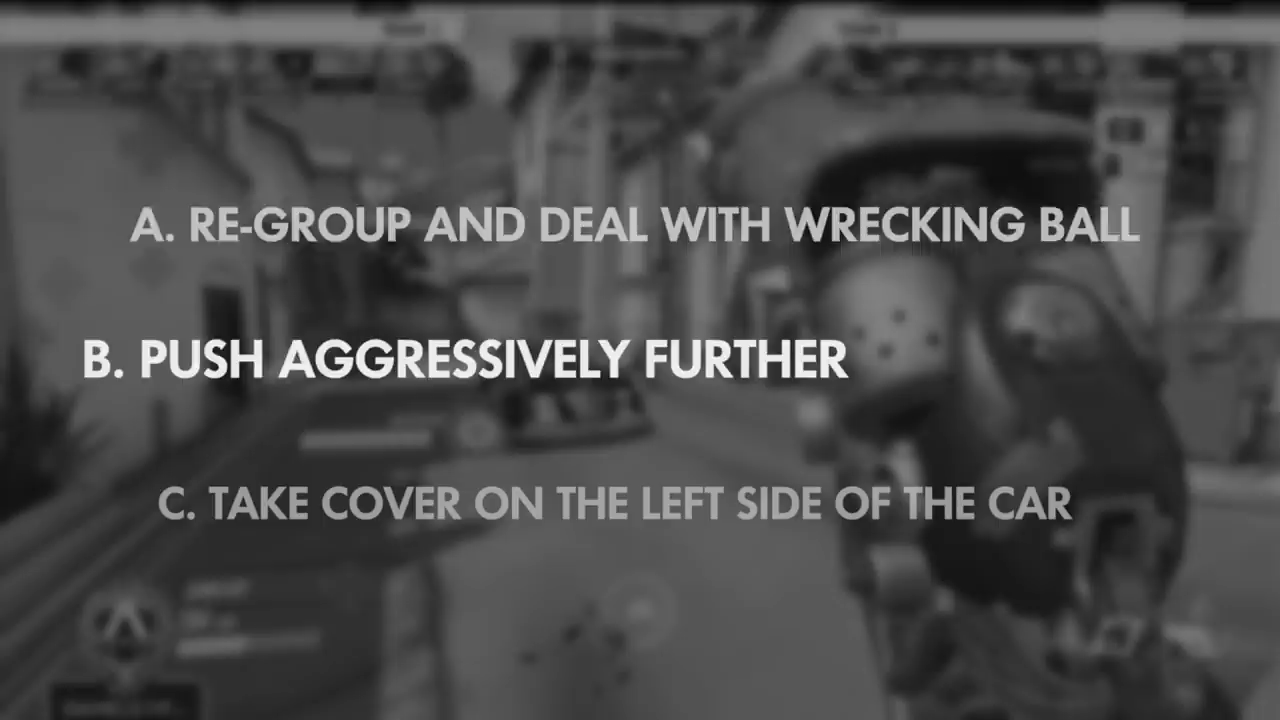 A. RE-GROUP AND DEAL WITH WRECKING BALL
B. PUSH AGGRESSIVELY FURTHER
C. TAKE COVER ON THE LEFT SIDE OF THE CAR